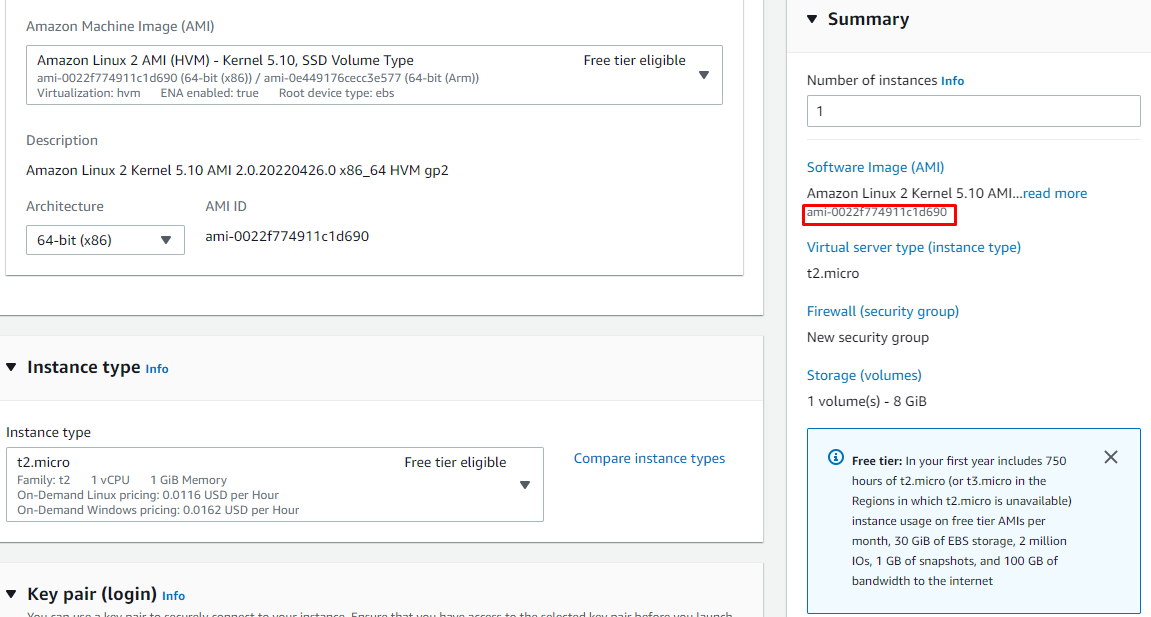 Amazon Machine Image (AMI)
Amazon Linux 2 AMI (HVM) - Kernel 5.10, SSD Volume Type
Free tier eligible
ami-0022f774911c1d690 (64-bit (x86)) / ami-0e449176cecc3e577 (64-bit (Arm))
Virtualization: hvm ENA enabled: true Root device type: ebs
Description
Amazon Linux 2 Kernel 5.10 AMI 2.0.20220426.0 x86_64 HVM gp2
Architecture
AMI ID
64-bit (x86)
ami-0022f774911c1d690
Instance type Info
Instance type
t2.micro
Free tier eligible
Family: t2 1 vCPU 1 GiB Memory
On-Demand Linux pricing: 0.0116 USD per Hour
On-Demand Windows pricing: 0.0162 USD per Hour
Compare instance types
Key pair (login) Info
You can use a key pair to securely connect to your instance. Ensure that you have access to the selected key pair before you launch
Summary
Number of instances Info
1
Software Image (AMI)
Amazon Linux 2 Kernel 5.10 AMI...read more
ami-0022f774911c1d690
Virtual server type (instance type)
t2.micro
Firewall (security group)
New security group
Storage (volumes)
1 volume(s) - 8 GiB
Free tier: In your first year includes 750
hours of t2.micro (or t3.micro in the
Regions in which t2.micro is unavailable)
instance usage on free tier AMIs per
month, 30 GiB of EBS storage, 2 million
IOs, 1 GB of snapshots, and 100 GB of
bandwidth to the internet